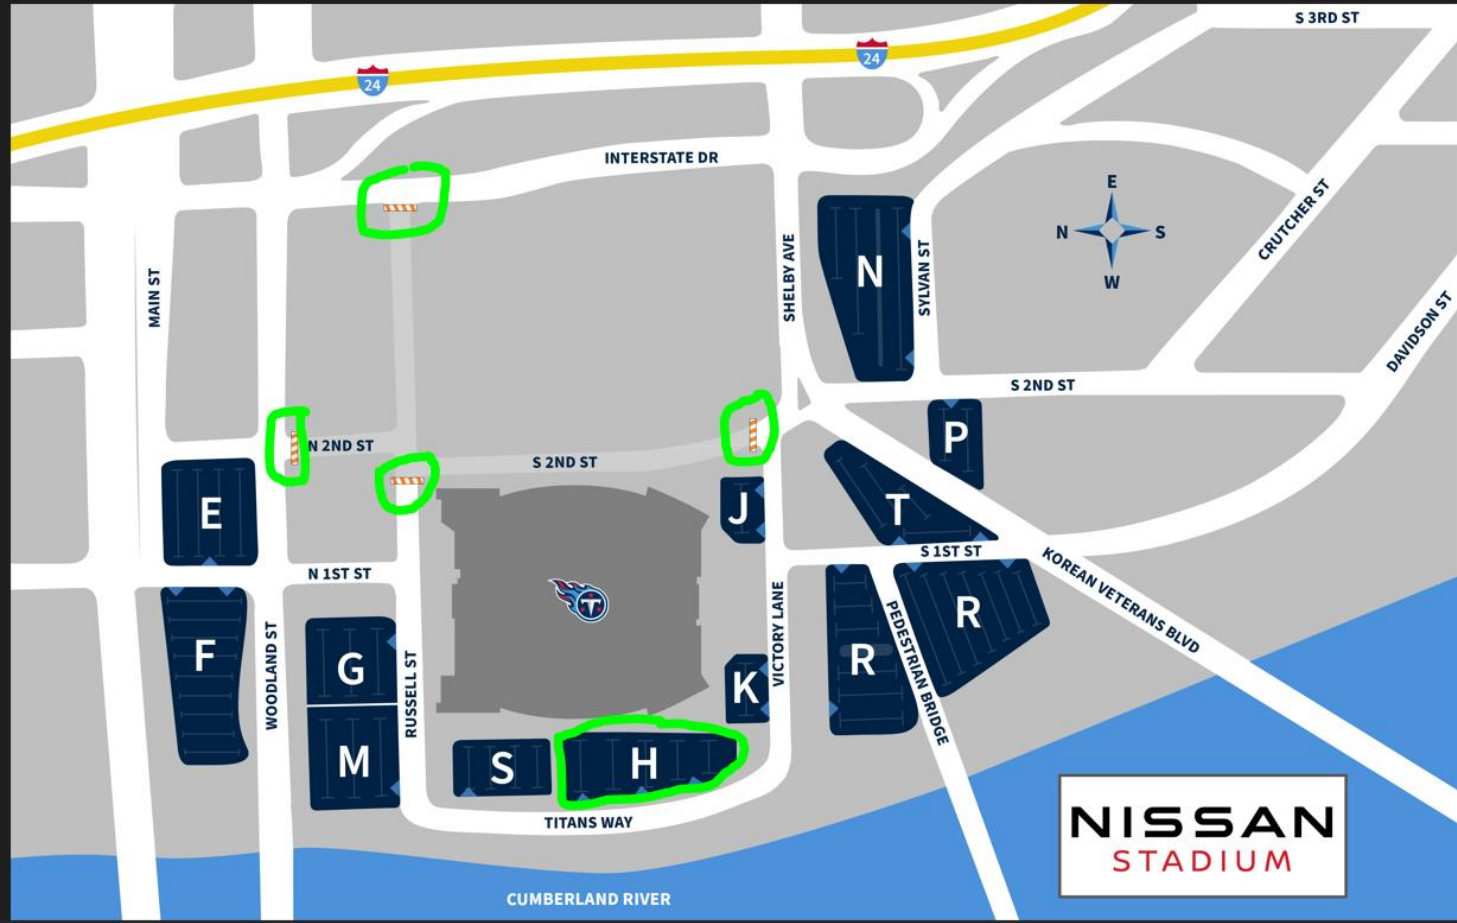 S 3RD ST
24
24
INTERSTATE DR
E
N
S
W
CRUTCHER ST
MAIN ST
SHELBY AVE
N
SYLVAN ST
DAVIDSON ST
S 2ND ST
N 2ND ST
S 2ND ST
P
E
J
T
S 1ST ST
N 1ST ST
KOREAN VETERANS BLVD
T
F
G
WOODLAND ST
RUSSELL ST
K
VICTORY LANE
R
R
PEDESTRIAN BRIDGE
M
S
H
TITANS WAY
NISSAN
STADIUM
CUMBERLAND RIVER